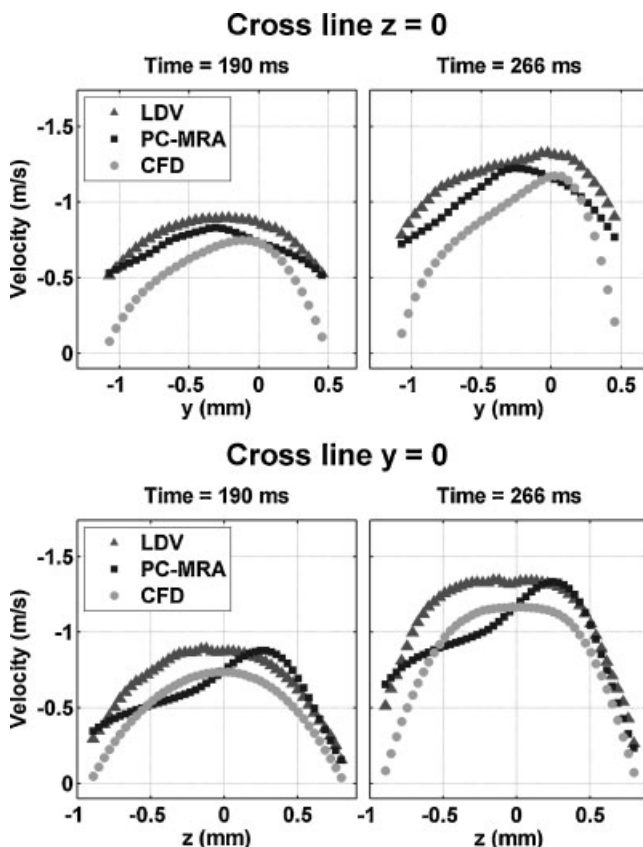 Cross line z = 0
Time = 190 ms
Time = 266 ms
LDV
PC-MRA
CFD
Velocity (m/s)
-1.5
-1
-0.5
0
-1
-0.5
0
0.5
-1
-0.5
0
0.5
y (mm)
y (mm)
Cross line y = 0
Time = 190 ms
Time = 266 ms
LDV
PC-MRA
CFD
Velocity (m/s)
-1.5
-1
-0.5
0
-1
-0.5
0
0.5
-1
-0.5
0
0.5
z (mm)
z (mm)